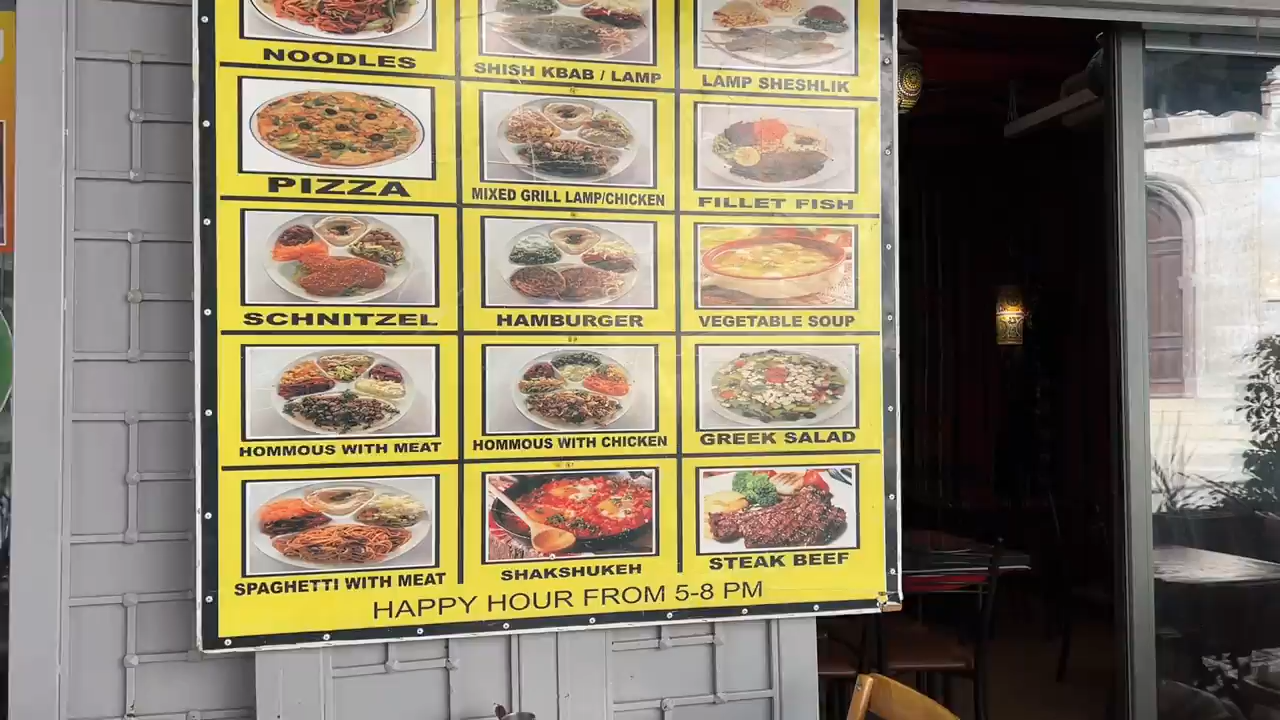 NOODLES
SHISH KBAB / LAMP
LAMP SHESHLIK
PIZZA
MIXED GRILL LAMP/CHICKEN
FILLET FISH
SCHNITZEL
HAMBURGER
VEGETABLE SOUP
HOMMOUS WITH MEAT
HOMMOUS WITH CHICKEN
GREEK SALAD
SPAGHETTI WITH MEAT
SHAKSHUKEH
STEAK BEEF
HAPPY HOUR FROM 5-8 PM